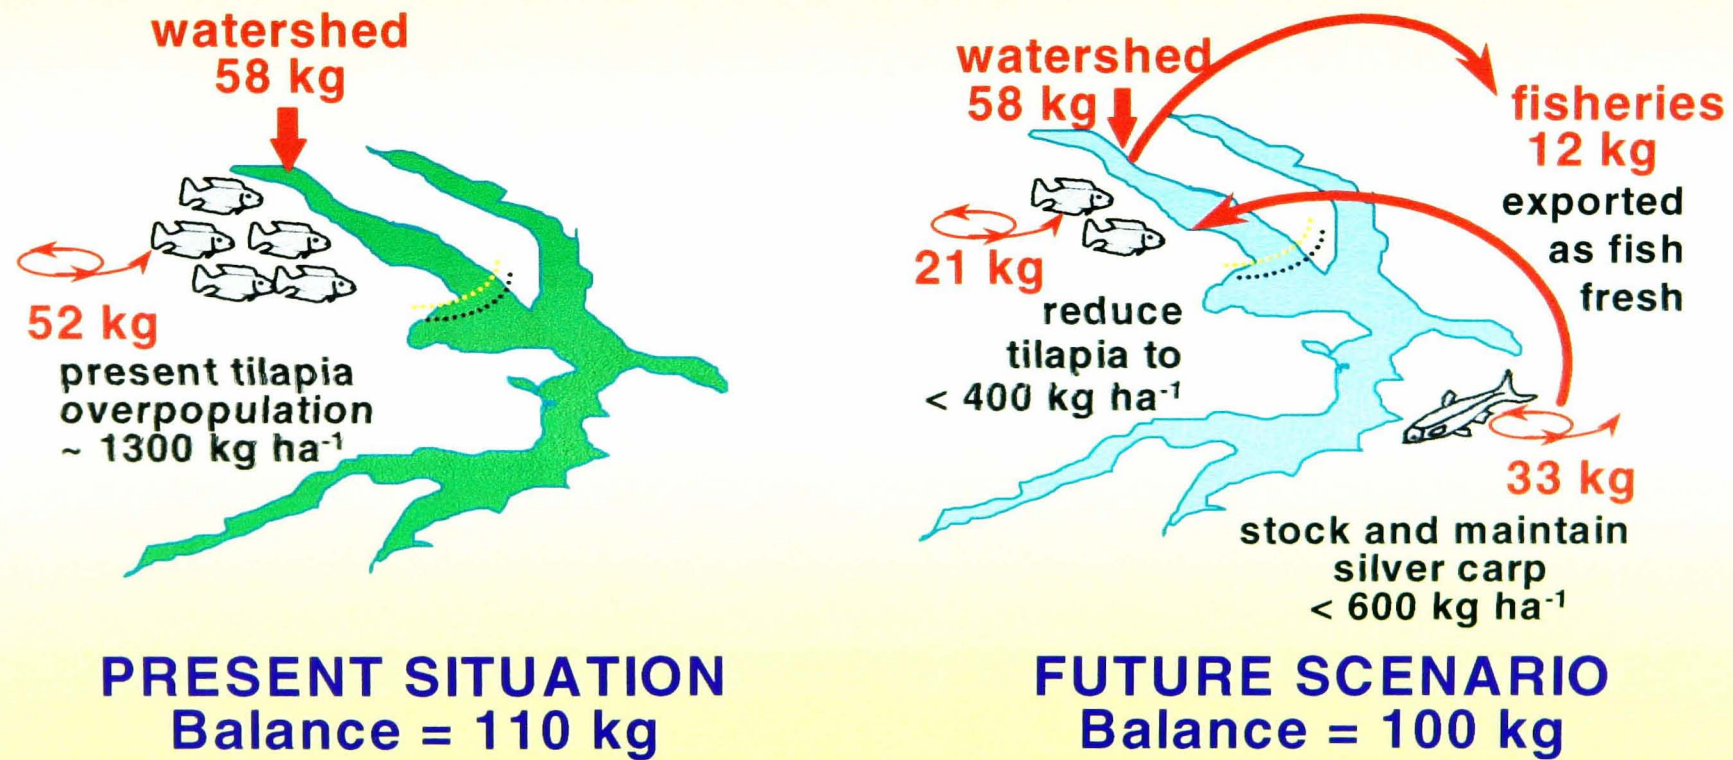 watershed
58 kg
52 kg
present tilapia
overpopulation
~ 1300 kg ha⁻¹
PRESENT SITUATION
Balance = 110 kg
watershed
58 kg
fisheries
12 kg
exported
as fish
fresh
21 kg
reduce
tilapia to
< 400 kg ha⁻¹
33 kg
stock and maintain
silver carp
< 600 kg ha⁻¹
FUTURE SCENARIO
Balance = 100 kg